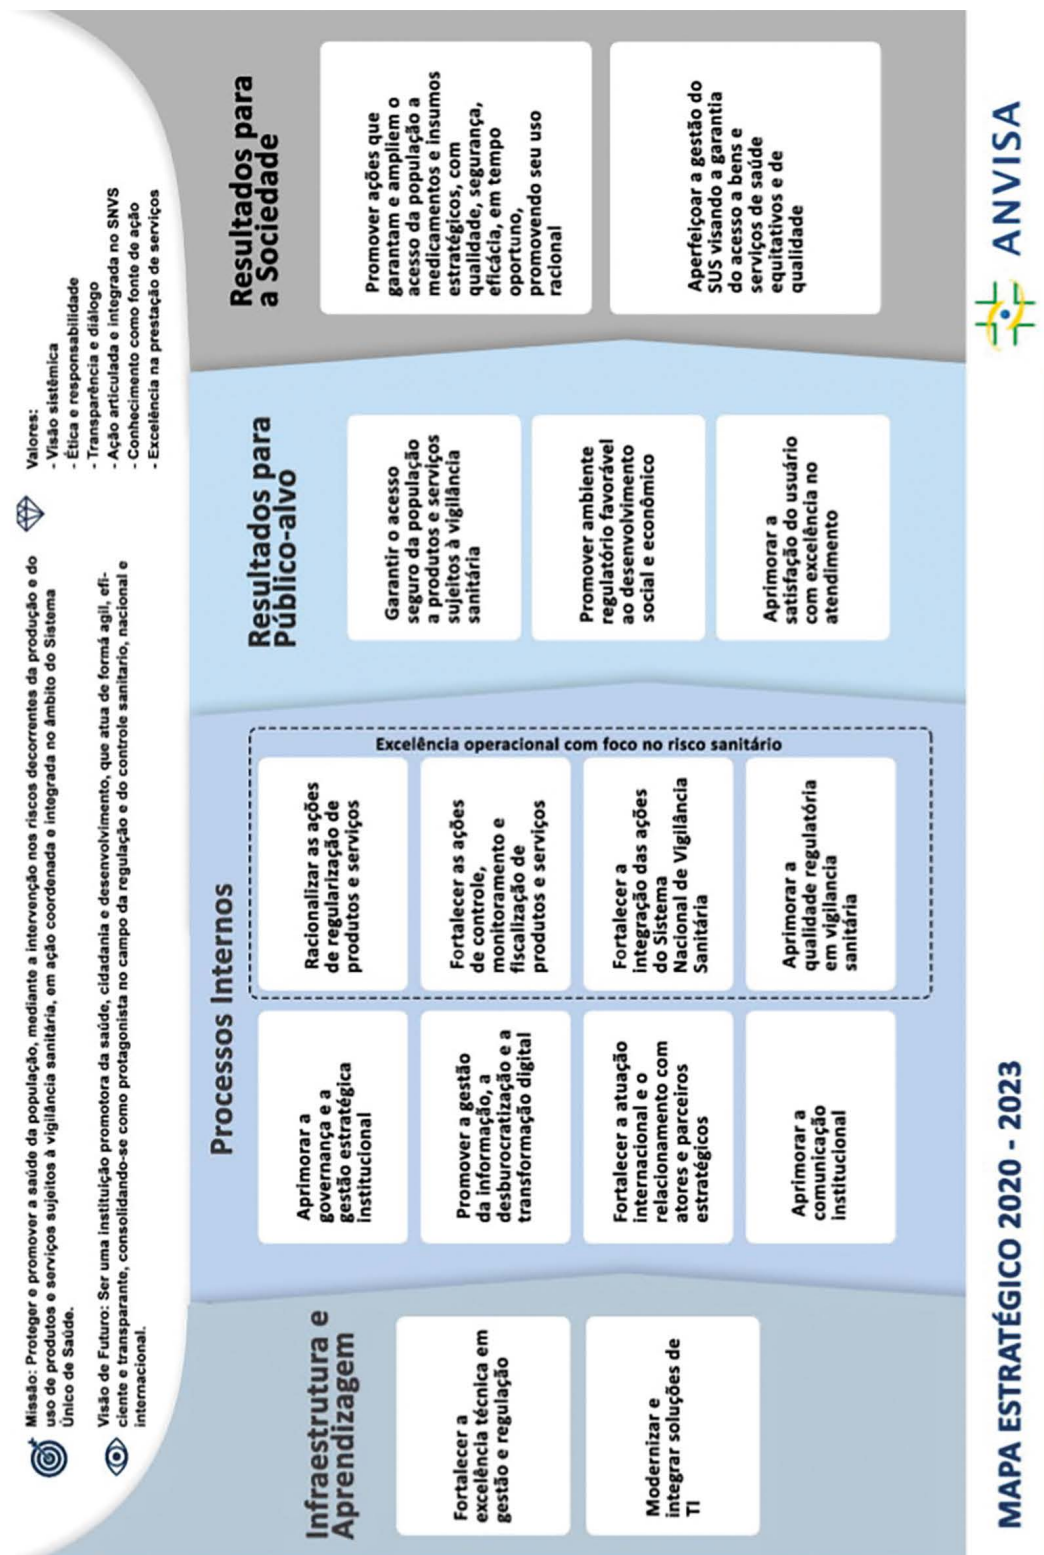 Missão: Proteger e promover a saúde da população, mediante a intervenção nos riscos decorrentes da produção e do
uso de produtos e serviços sujeitos à vigilância sanitária, em ação coordenada e integrada no âmbito do Sistema
Único de Saúde.
Visão de Futuro: Ser uma instituição promotora da saúde, cidadania e desenvolvimento, que atua de formá agil, efi-
ciente e transparante, consolidando-se como protagonista no campo da regulação e do controle sanitario, nacional e
internacional.
Valores:
- Visão sistêmica
- Ética e responsabilidade
- Transparência e diálogo
- Ação articulada e integrada no SNVS
- Conhecimento como fonte de ação
- Excelência na prestação de serviços
Infraestrutura e
Aprendizagem
Fortalecer a
excelência técnica em
gestão e regulação
Modernizar e
integrar soluções de
TI
Processos Internos
Aprimorar a
governança e a
gestão estratégica
institucional
Promover a gestão
da informação, a
desburocratização e a
transformação digital
Fortalecer a atuação
internacional e o
relacionamento com
atores e parceiros
estratégicos
Aprimorar a
comunicação
institucional
Racionalizar as ações
de regularização de
produtos e serviços
Fortalecer as ações
de controle,
monitoramento e
fiscalização de
produtos e serviços
Fortalecer a
integração das ações
do Sistema
Nacional de Vigilância
Sanitária
Aprimorar a
qualidade regulatória
em vigilancia
sanitária
Excelência operacional com foco no risco sanitário
Resultados para
Público-alvo
Garantir o acesso
seguro da população
a produtos e serviços
sujeitos à vigilância
sanitária
Promover ambiente
regulatório favorável
ao desenvolvimento
social e econômico
Aprimorar a
satisfação do usuário
com excelência no
atendimento
Resultados para
a Sociedade
Promover ações que
garantam e ampliem o
acesso da população a
medicamentos e insumos
estratégicos, com
qualidade, segurança,
eficácia, em tempo
oportuno,
promovendo seu uso
racional
Aperfeiçoar a gestão do
SUS visando a garantia
do acesso a bens e
serviços de saúde
equitativos e de
qualidade
MAPA ESTRATÉGICO 2020 - 2023
ANVISA